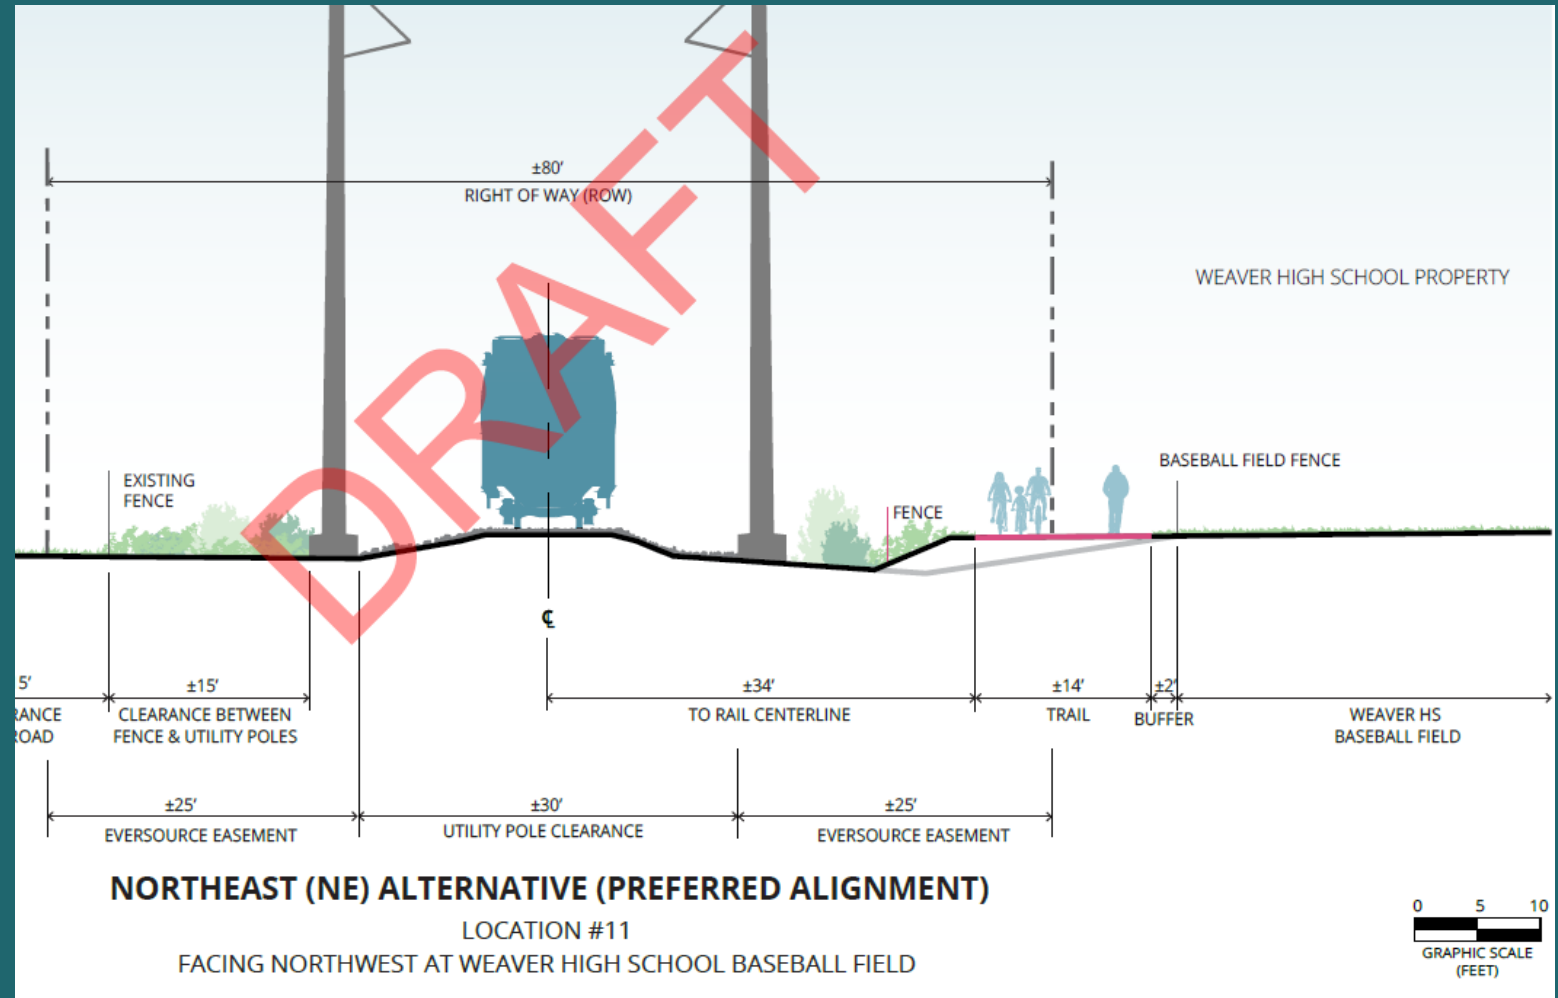 ±80'
RIGHT OF WAY (ROW)
DRAFT
WEAVER HIGH SCHOOL PROPERTY
EXISTING
FENCE
BASEBALL FIELD FENCE
FENCE
℄
5'
RANCE
ROAD
±15'
CLEARANCE BETWEEN
FENCE & UTILITY POLES
±34'
TO RAIL CENTERLINE
±14'
TRAIL
±2'
BUFFER
WEAVER HS
BASEBALL FIELD
±25'
EVERSOURCE EASEMENT
±30'
UTILITY POLE CLEARANCE
±25'
EVERSOURCE EASEMENT
NORTHEAST (NE) ALTERNATIVE (PREFERRED ALIGNMENT)
LOCATION #11
FACING NORTHWEST AT WEAVER HIGH SCHOOL BASEBALL FIELD
0 5 10
GRAPHIC SCALE
(FEET)